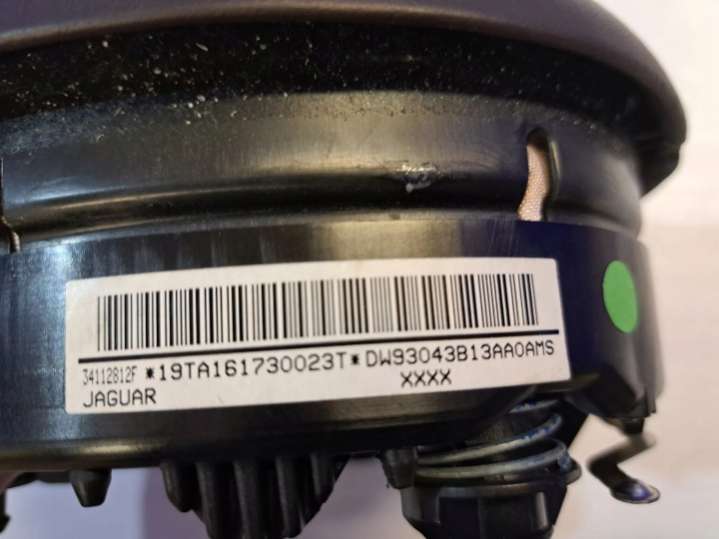 34112812F *19TA161730023T* DW93043B13AA0AMS
JAGUAR XXXX